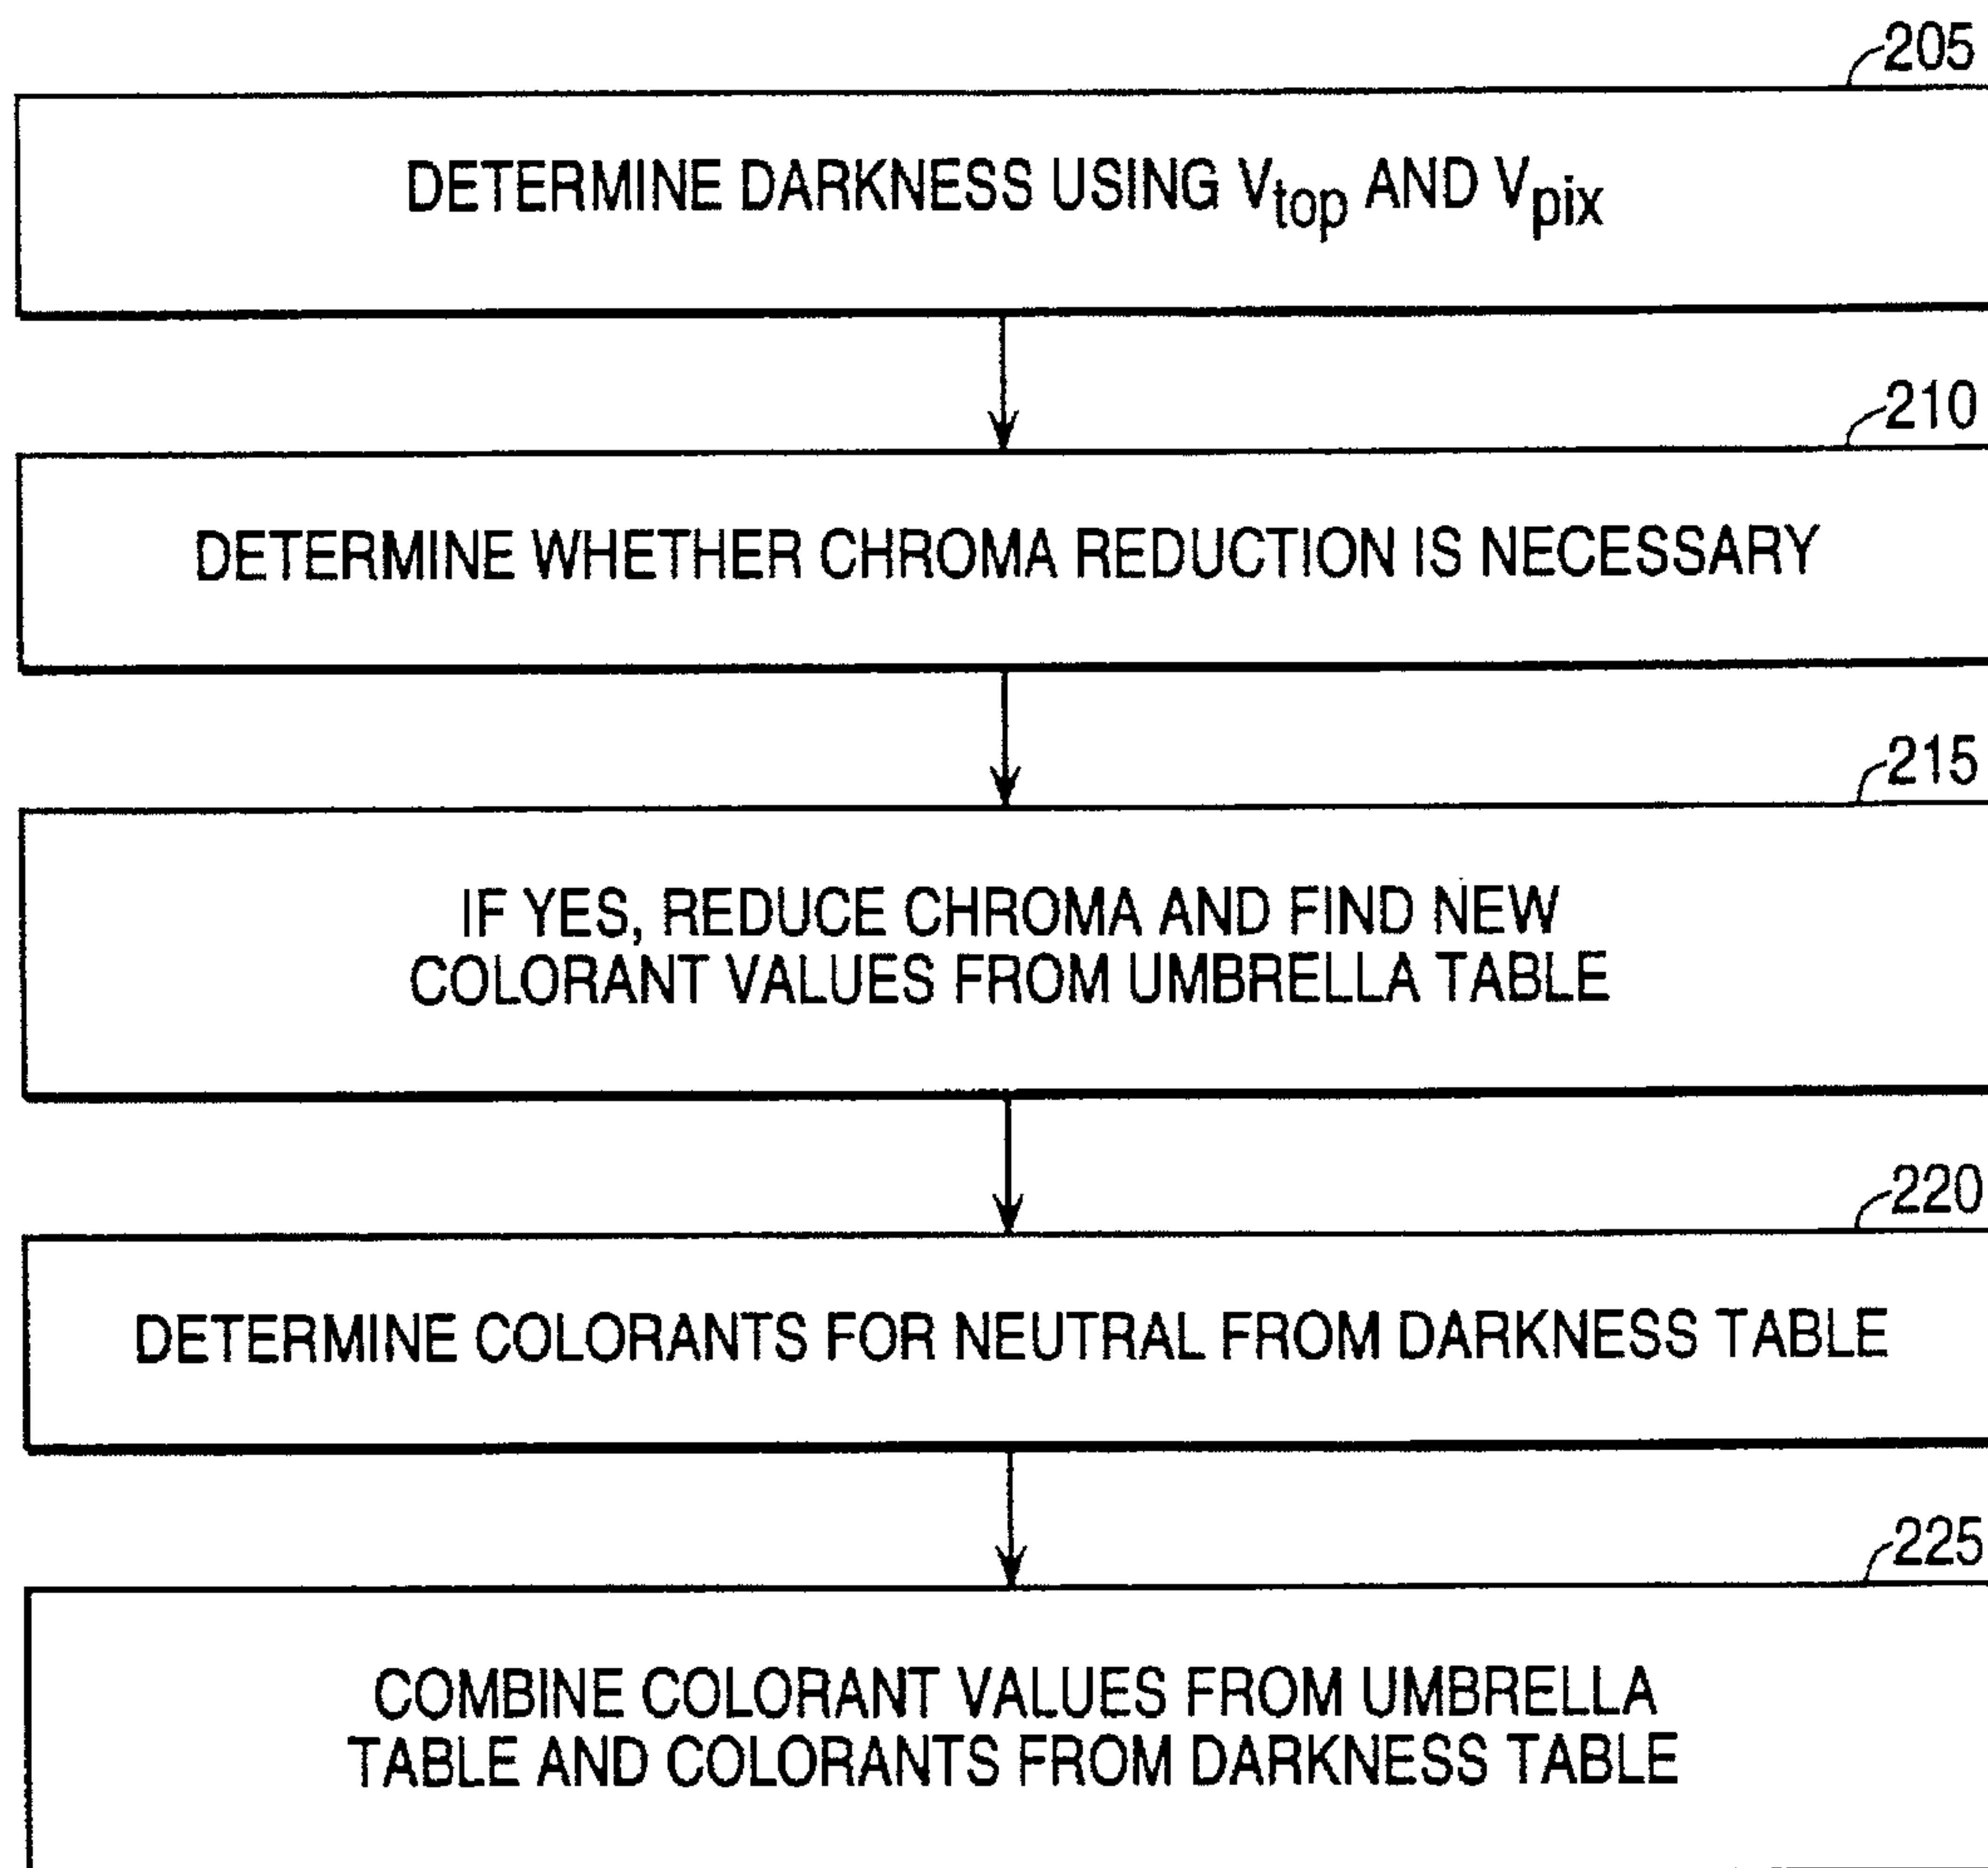 205
DETERMINE DARKNESS USING Vtop AND Vpix
210
DETERMINE WHETHER CHROMA REDUCTION IS NECESSARY
215
IF YES, REDUCE CHROMA AND FIND NEW
COLORANT VALUES FROM UMBRELLA TABLE
220
DETERMINE COLORANTS FOR NEUTRAL FROM DARKNESS TABLE
225
COMBINE COLORANT VALUES FROM UMBRELLA
TABLE AND COLORANTS FROM DARKNESS TABLE